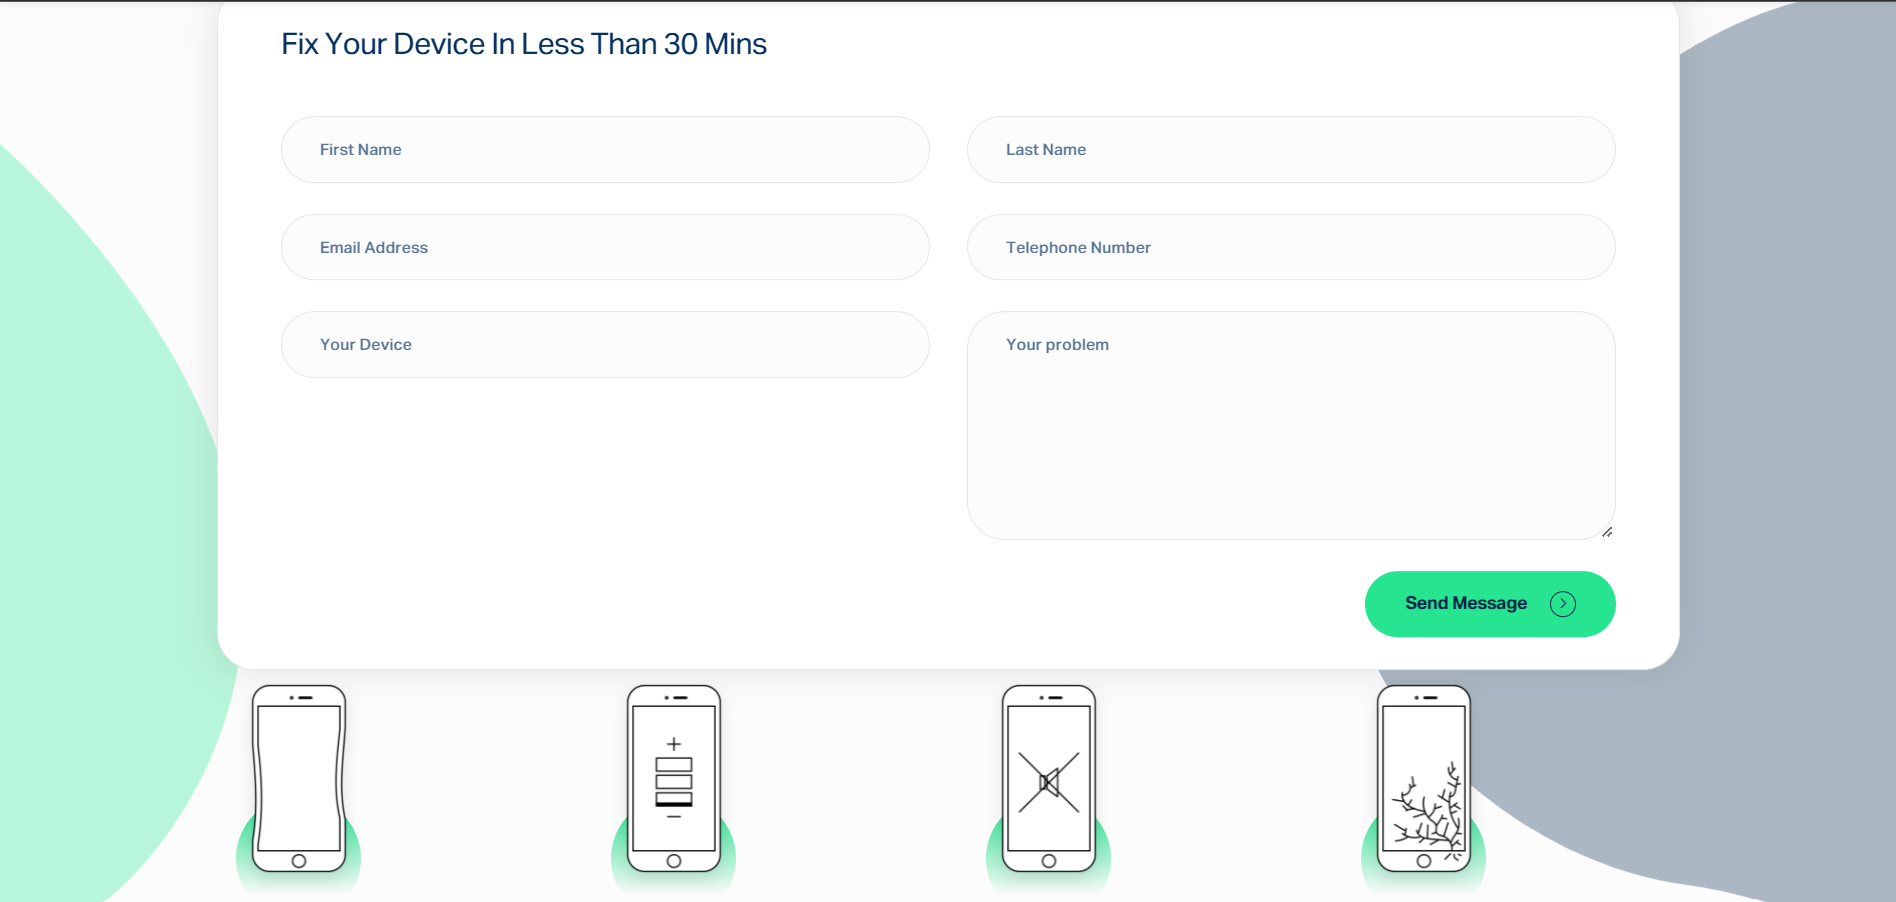 Fix Your Device In Less Than 30 Mins
First Name
Last Name
Email Address
Telephone Number
Your Device
Your problem
Send Message